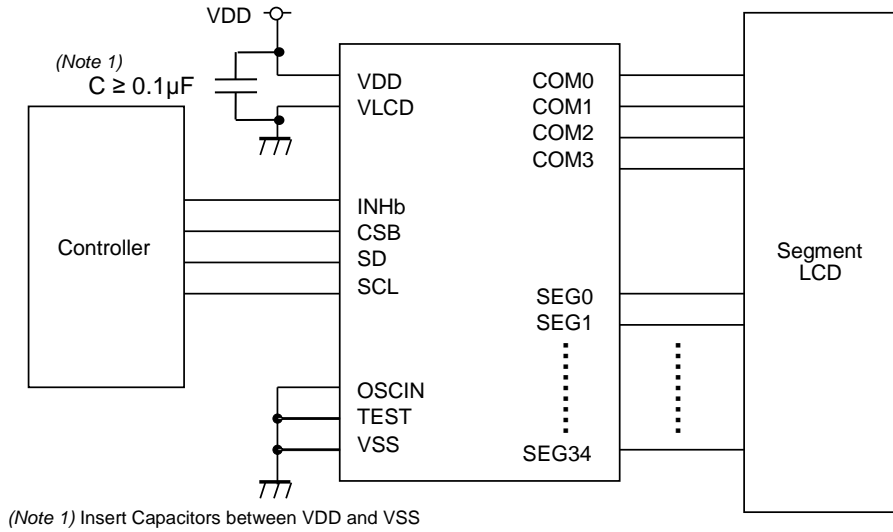 VDD
(Note 1)
C ≥ 0.1µF
VDD
VLCD
COM0
COM1
COM2
COM3
INHb
CSB
SD
SCL
Controller
Segment
LCD
SEG0
SEG1
OSCIN
TEST
VSS
SEG34
(Note 1) Insert Capacitors between VDD and VSS